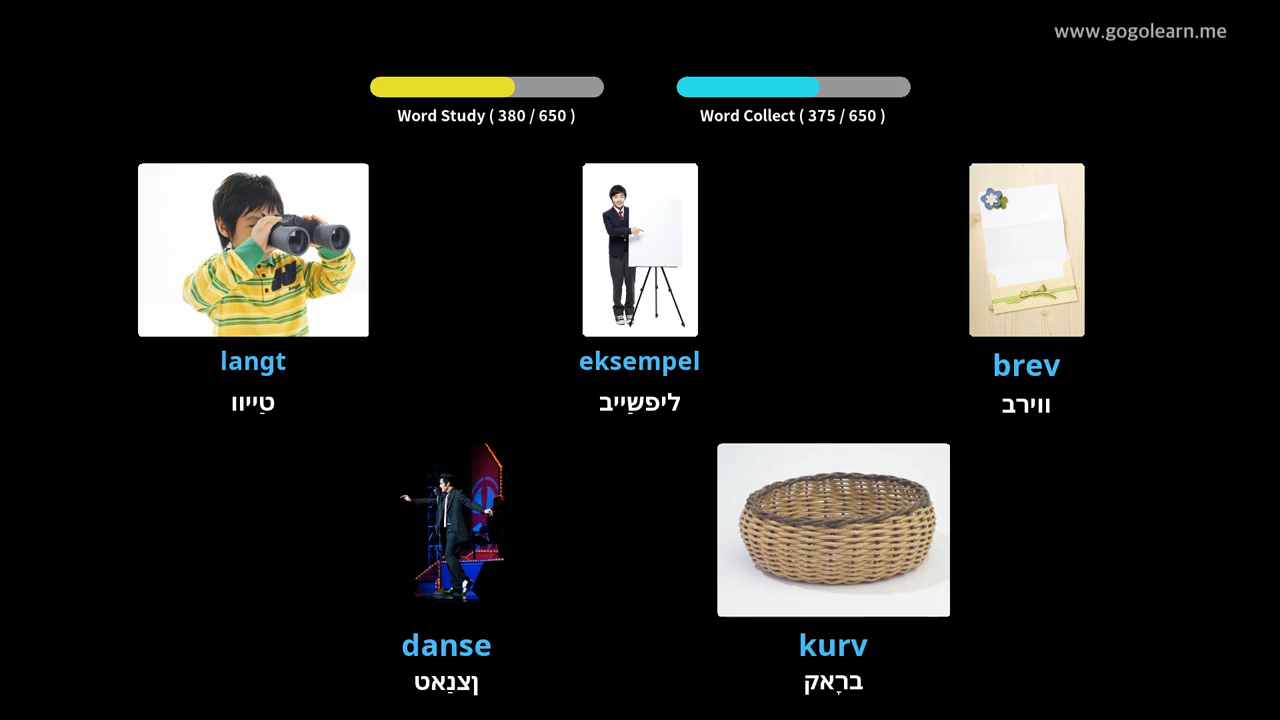 www.gogolearn.me
Word Study ( 380 / 650 )
Word Collect ( 375 / 650 )
langt
eksempel
brev
טַייוו
ליפשַייב
ווירב
danse
kurv
ןצנַאט
ברָאק